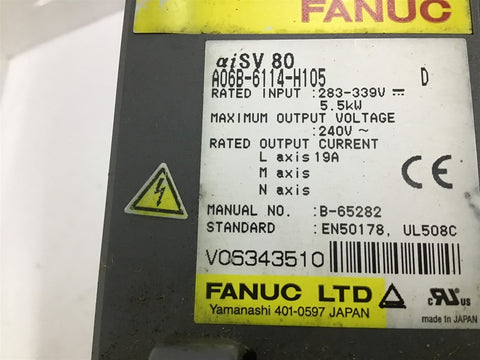 FANUC
αiSV 80
A06B-6114-H105 D
RATED INPUT : 283-339V ⎓
5.5kW
MAXIMUM OUTPUT VOLTAGE
: 240V ~
RATED OUTPUT CURRENT
L axis 19A
M axis
N axis
CE
MANUAL NO. : B-65282
STANDARD : EN50178, UL508C
V06343510
FANUC LTD
Yamanashi 401-0597 JAPAN
c RU us
made in JAPAN